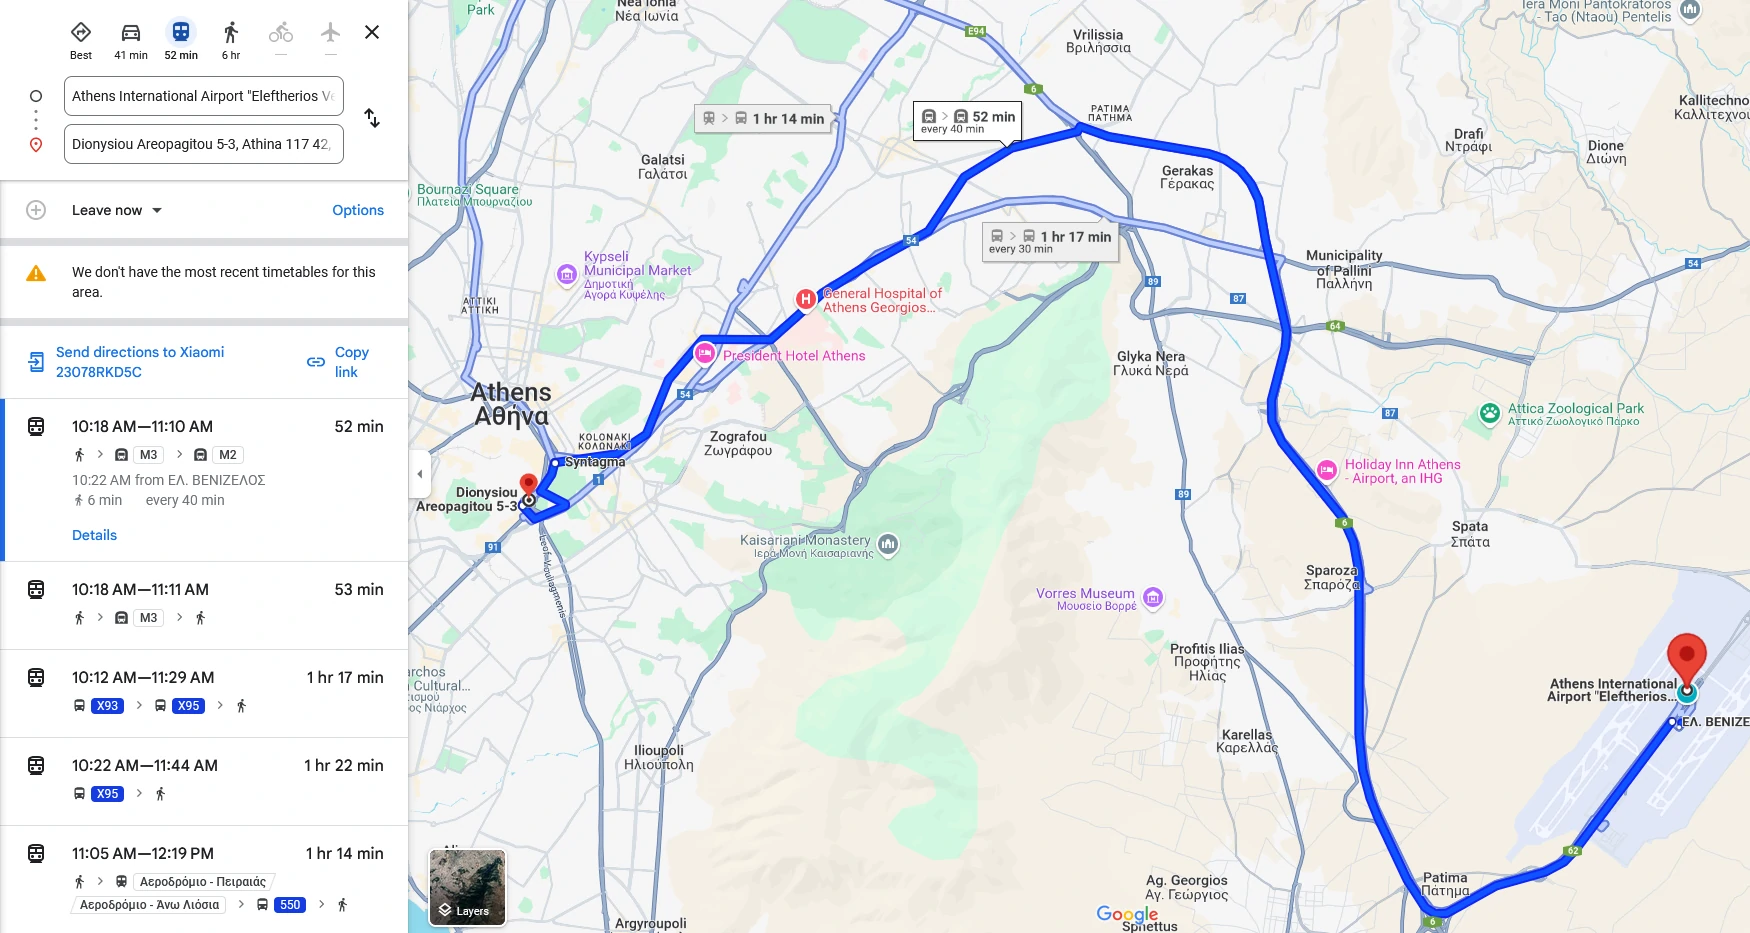 Best
41 min
52 min
6 hr
Athens International Airport "Eleftherios Ve
Dionysiou Areopagitou 5-3, Athina 117 42,
Leave now
Options
We don't have the most recent timetables for this
area.
Send directions to Xiaomi
23078RKD5C
Copy
link
10:18 AM—11:10 AM
52 min
M3
M2
10:22 AM from ΕΛ. ΒΕΝΙΖΕΛΟΣ
6 min
every 40 min
Details
10:18 AM—11:11 AM
53 min
M3
10:12 AM—11:29 AM
1 hr 17 min
X93
X95
10:22 AM—11:44 AM
1 hr 22 min
X95
11:05 AM—12:19 PM
1 hr 14 min
Αεροδρόμιο - Πειραιάς
Αεροδρόμιο - Άνω Λιόσια
550
Park
Nea Ionia
Νέα Ιωνία
E94
Vrilissia
Βριλήσσια
Iera Moni Pantokratoros
- Tao (Ntaou) Pentelis
6
ΡΑΤΙΜΑ
ΠΑΤΗΜΑ
Kallitechno
Καλλιτεχνού
1 hr 14 min
52 min
every 40 min
Drafi
Ντράφι
Dione
Διώνη
Galatsi
Γαλάτσι
Gerakas
Γέρακας
Bournazi Square
Πλατεία Μπουρναζίου
54
1 hr 17 min
every 30 min
Kypseli
Municipal Market
Δημοτική
Αγορά Κυψέλης
Municipality
of Pallini
Παλλήνη
54
89
87
ΑΤΤΙΚΙ
ΑΤΤΙΚΗ
General Hospital of
Athens Georgios...
64
President Hotel Athens
Glyka Nera
Γλυκά Νερά
Athens
Αθήνα
54
87
Attica Zoological Park
Αττικό Ζωολογικό Πάρκο
KOLONAKI
ΚΟΛΩΝΑΚΙ
Zografou
Ζωγράφου
Syntagma
1
Holiday Inn Athens
- Airport, an IHG
Dionysiou
Areopagitou 5-3
89
6
Spata
Σπάτα
91
Leof. Vouliagmenis
Kaisariani Monastery
Ιερά Μονή Καισαριανής
Sparoza
Σπαρόζα
Vorres Museum
Μουσείο Βορρέ
Profitis Ilias
Προφήτης
Ηλίας
Athens International
Airport "Eleftherios...
ΕΛ. ΒΕΝΙΖΕ
archos
Cultural...
ος Νιάρχος
Ilioupoli
Ηλιούπολη
Karellas
Καρελλάς
62
Patima
Πάτημα
Ag. Georgios
Άγ. Γεώργιος
6
Layers
Google
Argyroupoli
Sphettus